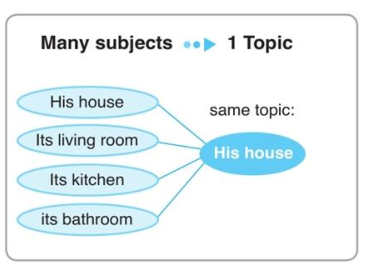 Many subjects 1 Topic
His house
same topic:
Its living room
His house
Its kitchen
its bathroom